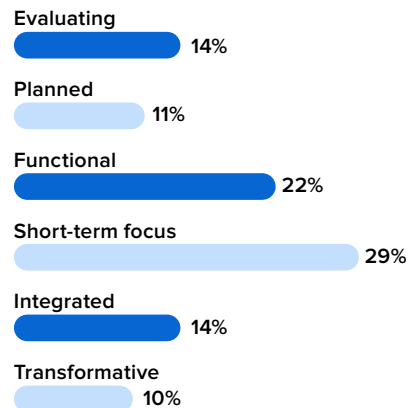 Evaluating
14%
Planned
11%
Functional
22%
Short-term focus
29%
Integrated
14%
Transformative
10%